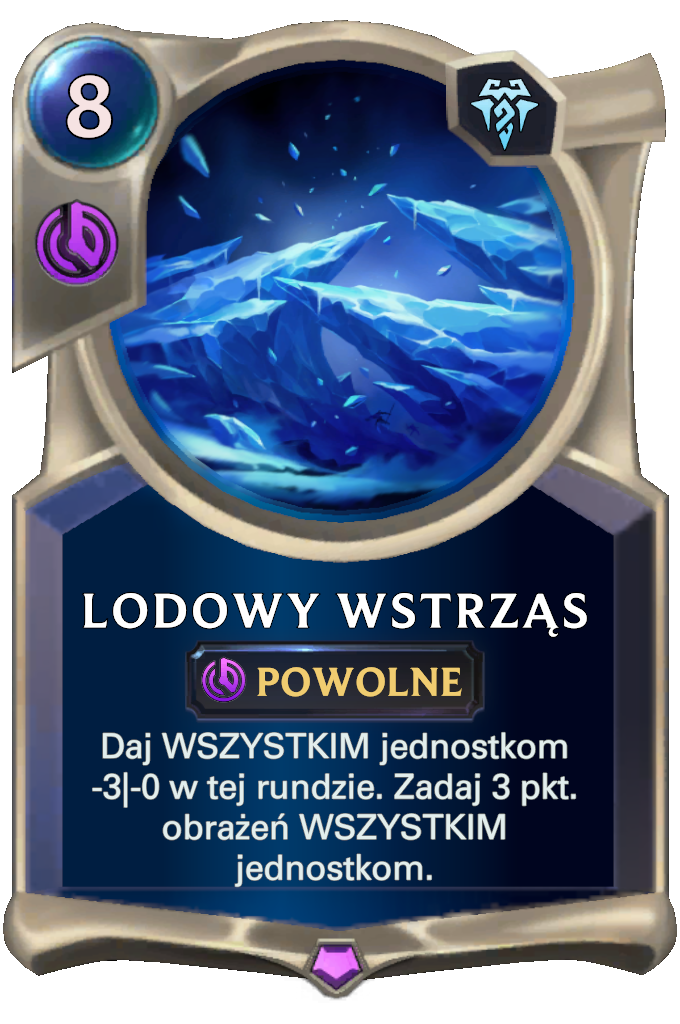 8
LODOWY WSTRZĄS
POWOLNE
Daj WSZYSTKIM jednostkom
-3|-0 w tej rundzie. Zadaj 3 pkt.
obrażeń WSZYSTKIM
jednostkom.